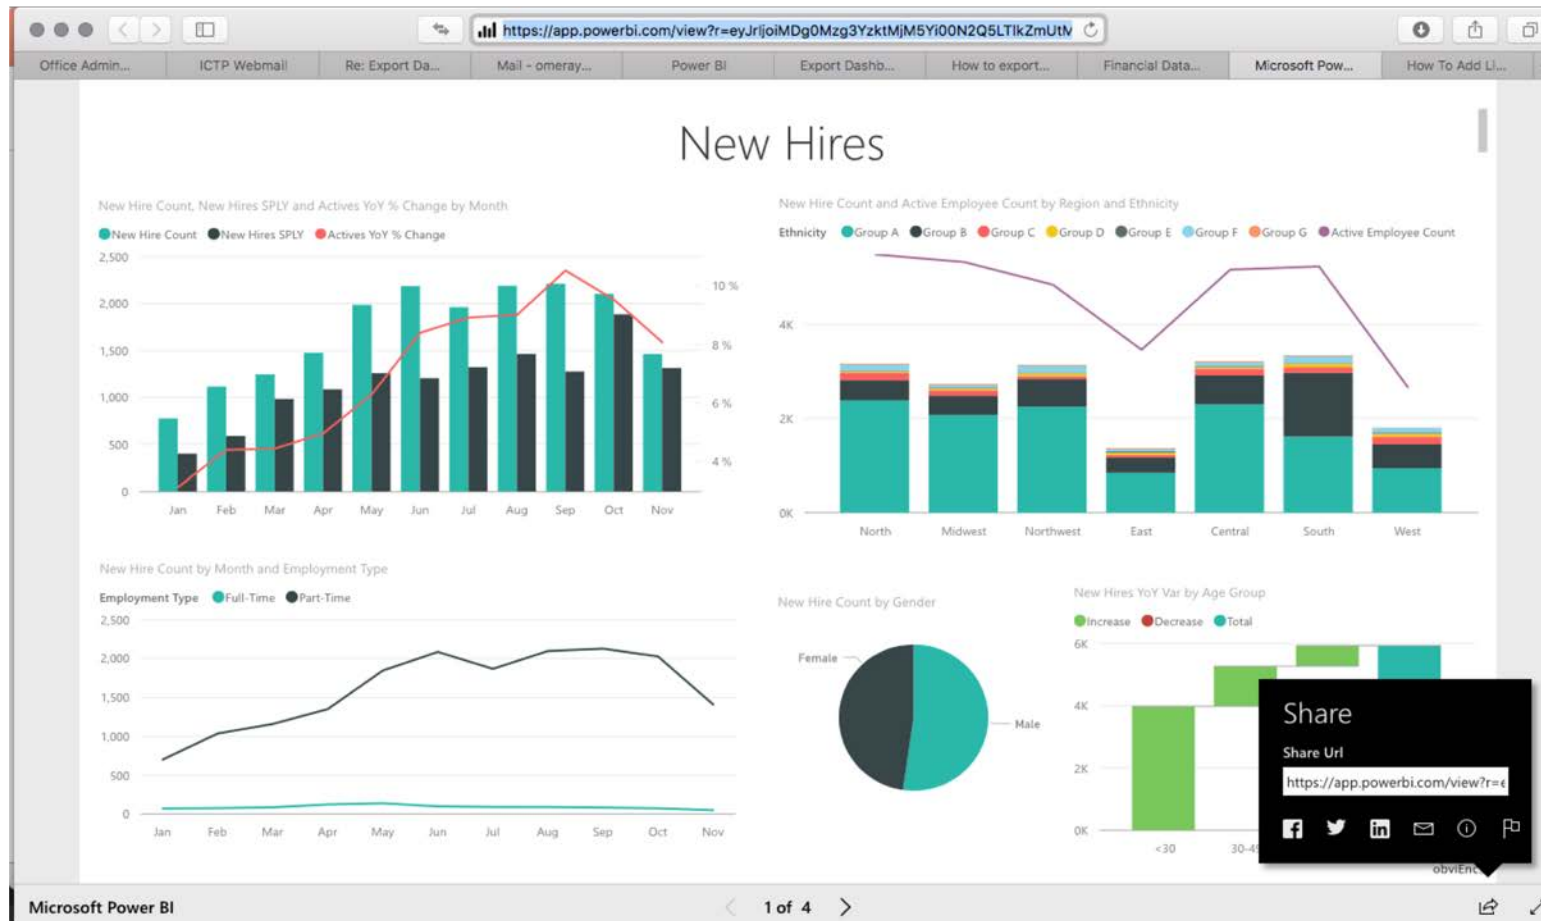 https://app.powerbi.com/view?r=eyJrIjoiMDg0Mzg3YzktMjM5Yi00N2Q5LTlkZmUtM
Office Admin... ICTP Webmail Re: Export Da... Mail - omeray... Power BI Export Dashb... How to export... Financial Data... Microsoft Pow... How To Add Li...
New Hires
New Hire Count, New Hires SPLY and Actives YoY % Change by Month
New Hire Count New Hires SPLY Actives YoY % Change
2,500
2,000
1,500
1,000
500
0
10 %
8 %
6 %
4 %
Jan Feb Mar Apr May Jun Jul Aug Sep Oct Nov
New Hire Count and Active Employee Count by Region and Ethnicity
Ethnicity Group A Group B Group C Group D Group E Group F Group G Active Employee Count
4K
2K
0K
North Midwest Northwest East Central South West
New Hire Count by Month and Employment Type
Employment Type Full-Time Part-Time
2,500
2,000
1,500
1,000
500
0
Jan Feb Mar Apr May Jun Jul Aug Sep Oct Nov
New Hire Count by Gender
Female
Male
New Hires YoY Var by Age Group
Increase Decrease Total
6K
4K
2K
0K
<30 30-49
Share
Share Url
https://app.powerbi.com/view?r=e
obviEnc
Microsoft Power BI
1 of 4